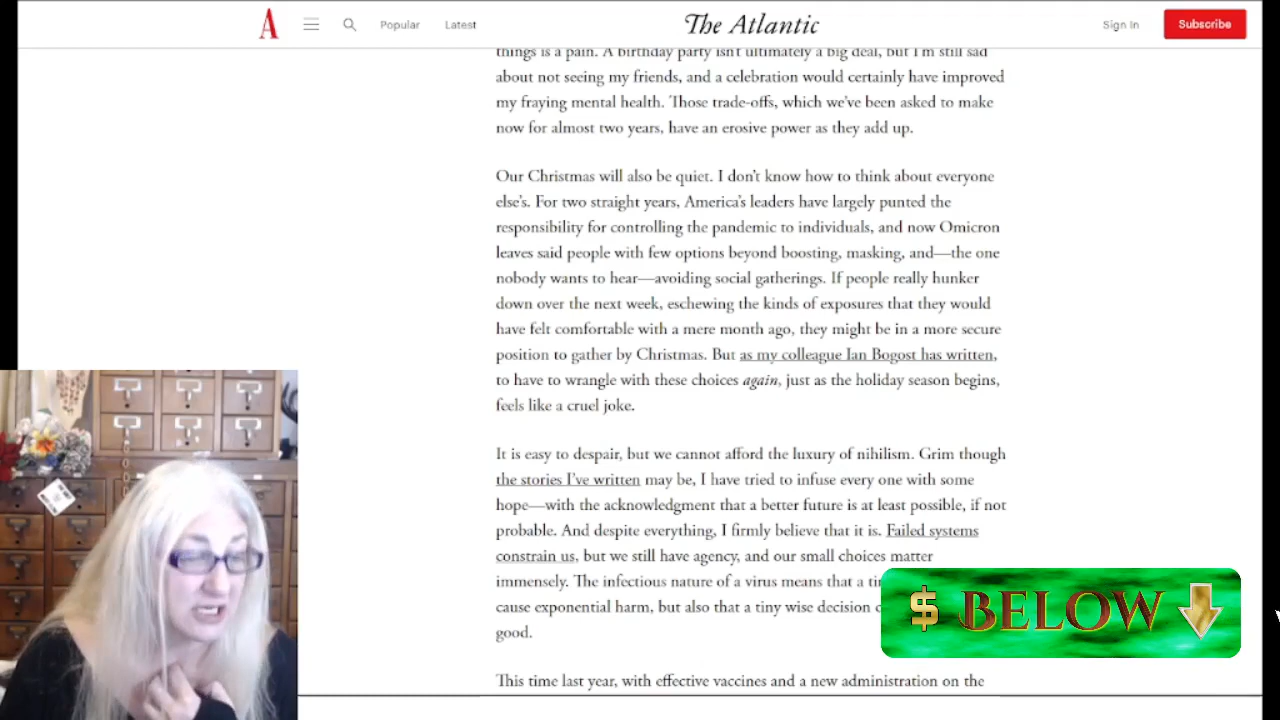 A Popular Latest The Atlantic Sign In Subscribe
things is a pain. A birthday party isn't ultimately a big deal, but I'm still sad
about not seeing my friends, and a celebration would certainly have improved
my fraying mental health. Those trade-offs, which we've been asked to make
now for almost two years, have an erosive power as they add up.
Our Christmas will also be quiet. I don't know how to think about everyone
else's. For two straight years, America's leaders have largely punted the
responsibility for controlling the pandemic to individuals, and now Omicron
leaves said people with few options beyond boosting, masking, and—the one
nobody wants to hear—avoiding social gatherings. If people really hunker
down over the next week, eschewing the kinds of exposures that they would
have felt comfortable with a mere month ago, they might be in a more secure
position to gather by Christmas. But as my colleague Ian Bogost has written,
to have to wrangle with these choices again, just as the holiday season begins,
feels like a cruel joke.
It is easy to despair, but we cannot afford the luxury of nihilism. Grim though
the stories I've written may be, I have tried to infuse every one with some
hope—with the acknowledgment that a better future is at least possible, if not
probable. And despite everything, I firmly believe that it is. Failed systems
constrain us, but we still have agency, and our small choices matter
immensely. The infectious nature of a virus means that a
cause exponential harm, but also that a tiny wise decision
good.
$ BELOW
This time last year, with effective vaccines and a new administration on the